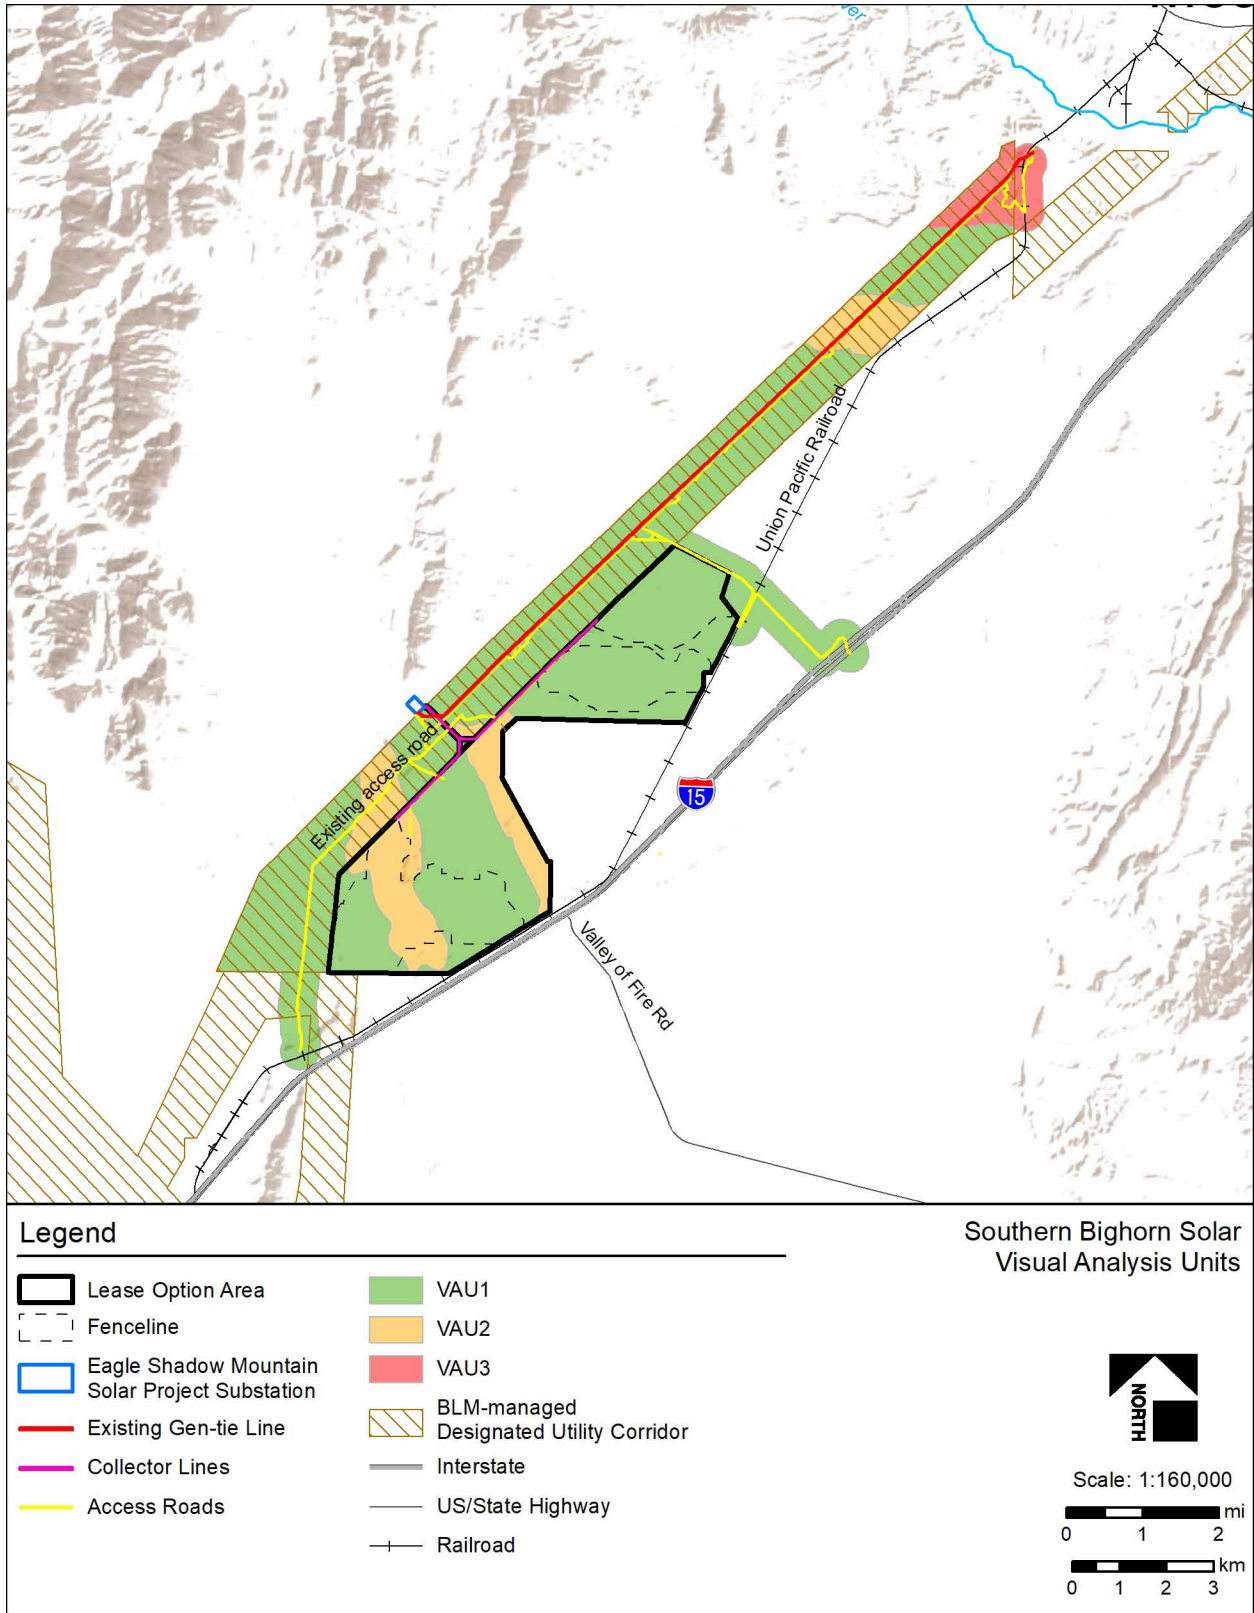 ver
Union Pacific Railroad
Existing access road
15
Valley of Fire Rd
Legend
Southern Bighorn Solar
Visual Analysis Units
Lease Option Area
Fenceline
Eagle Shadow Mountain
Solar Project Substation
Existing Gen-tie Line
Collector Lines
Access Roads
VAU1
VAU2
VAU3
BLM-managed
Designated Utility Corridor
Interstate
US/State Highway
Railroad
NORTH
Scale: 1:160,000
mi
0 1 2
km
0 1 2 3